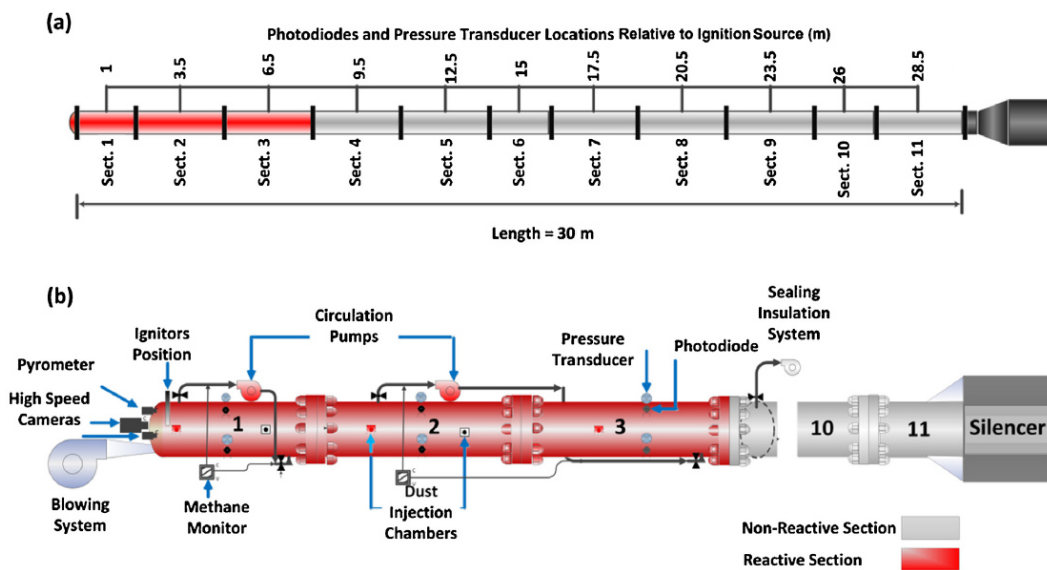 (a)
Photodiodes and Pressure Transducer Locations Relative to Ignition Source (m)
1 3.5 6.5 9.5 12.5 15 17.5 20.5 23.5 26 28.5
Sect. 1 Sect. 2 Sect. 3 Sect. 4 Sect. 5 Sect. 6 Sect. 7 Sect. 8 Sect. 9 Sect. 10 Sect. 11
Length = 30 m
(b)
Sealing
Insulation
System
Circulation
Pumps
Ignitors
Position
Pressure
Transducer
Photodiode
Pyrometer
High Speed
Cameras
1 2 3 10 11 Silencer
Blowing
System
Methane
Monitor
Dust
Injection
Chambers
Non-Reactive Section
Reactive Section